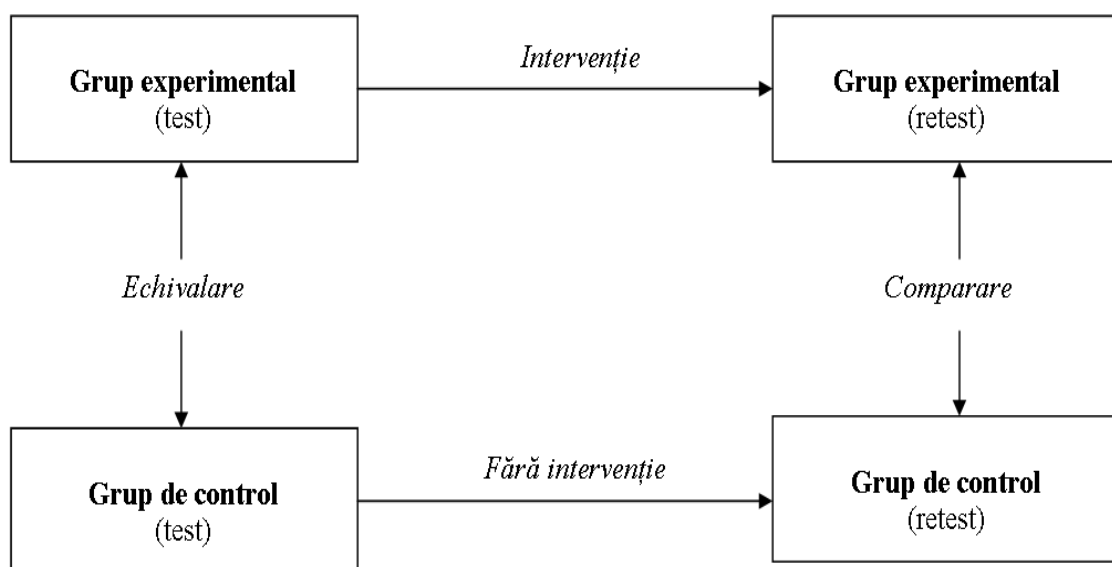 Intervenție
Grup experimental
(test)
Grup experimental
(retest)
Echivalare
Comparare
Fără intervenție
Grup de control
(test)
Grup de control
(retest)